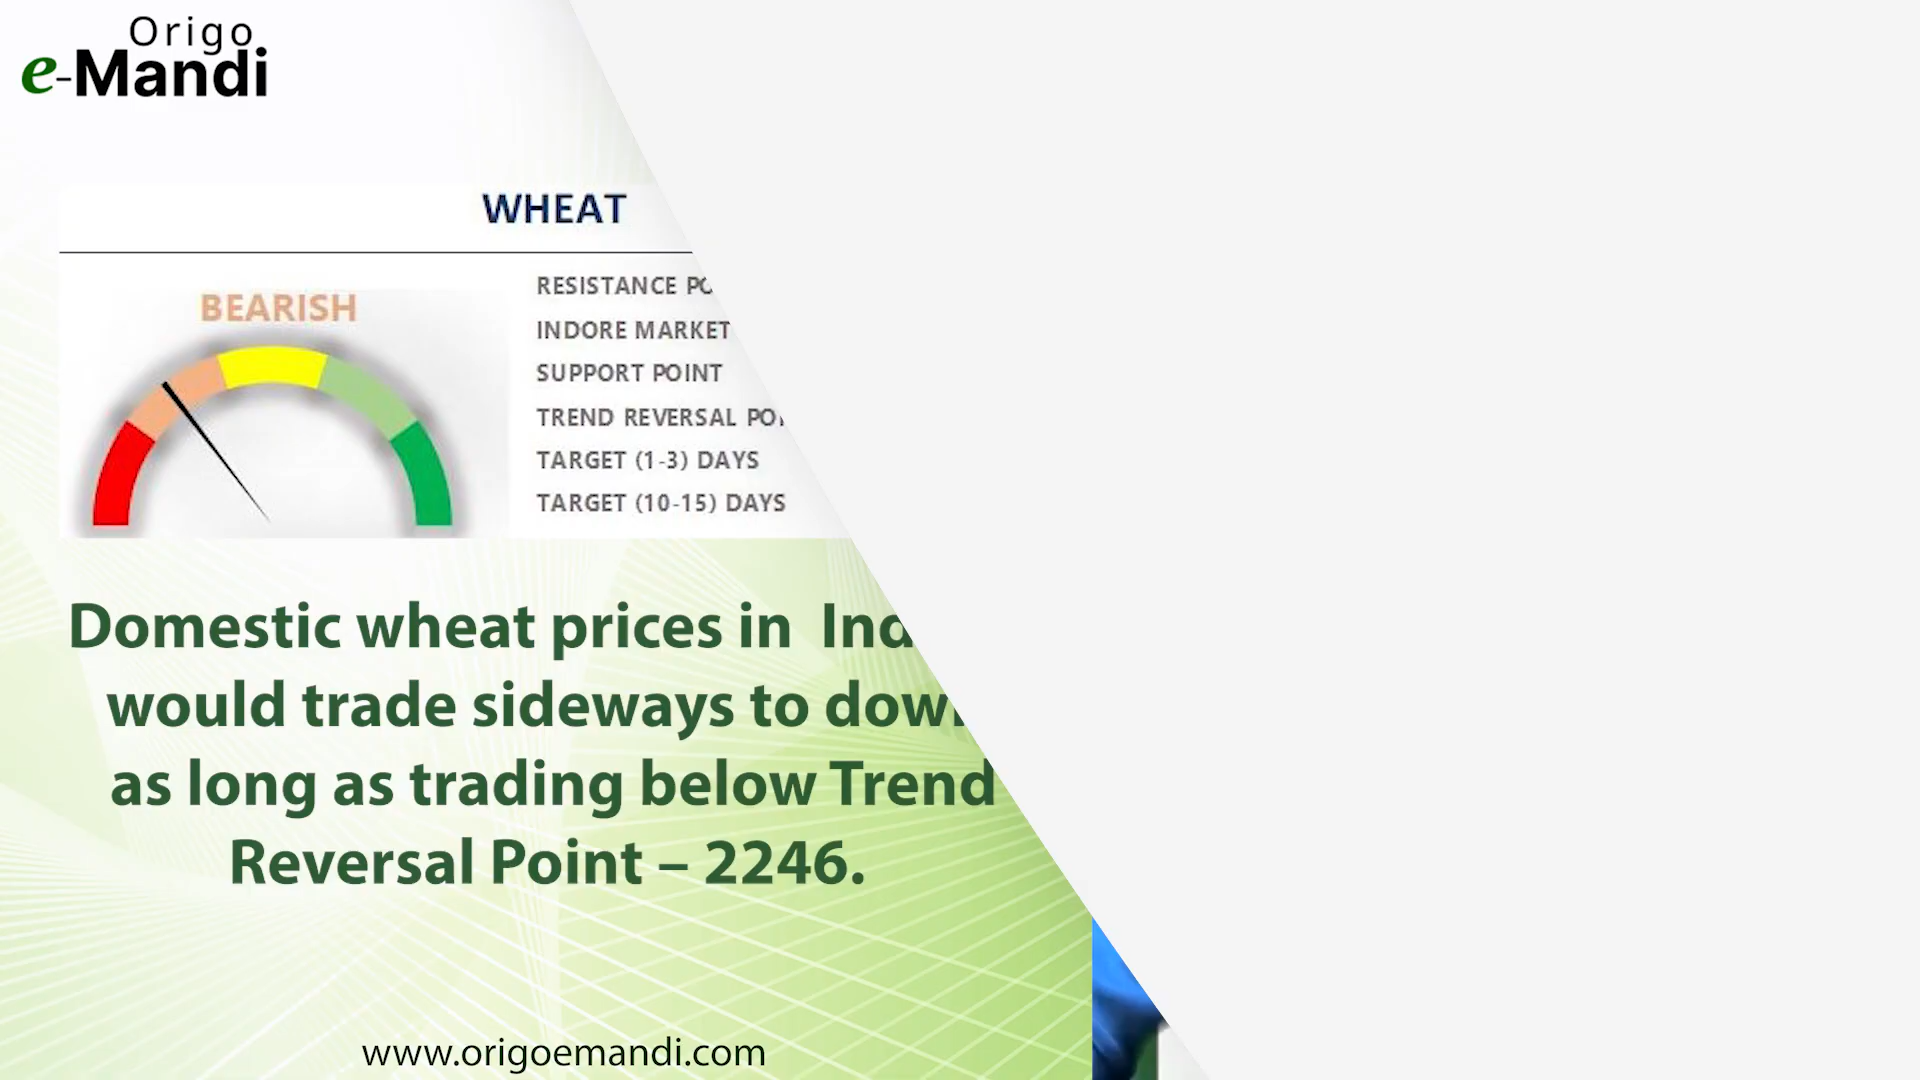 Origo
e-Mandi
WHEAT
BEARISH
RESISTANCE
INDORE MARKET
SUPPORT POINT
TREND REVERSAL
TARGET (1-3) DAYS
TARGET (10-15) DAYS
Domestic wheat prices in
would trade sideways to
as long as trading below Trend
Reversal Point – 2246.
www.origoemandi.com